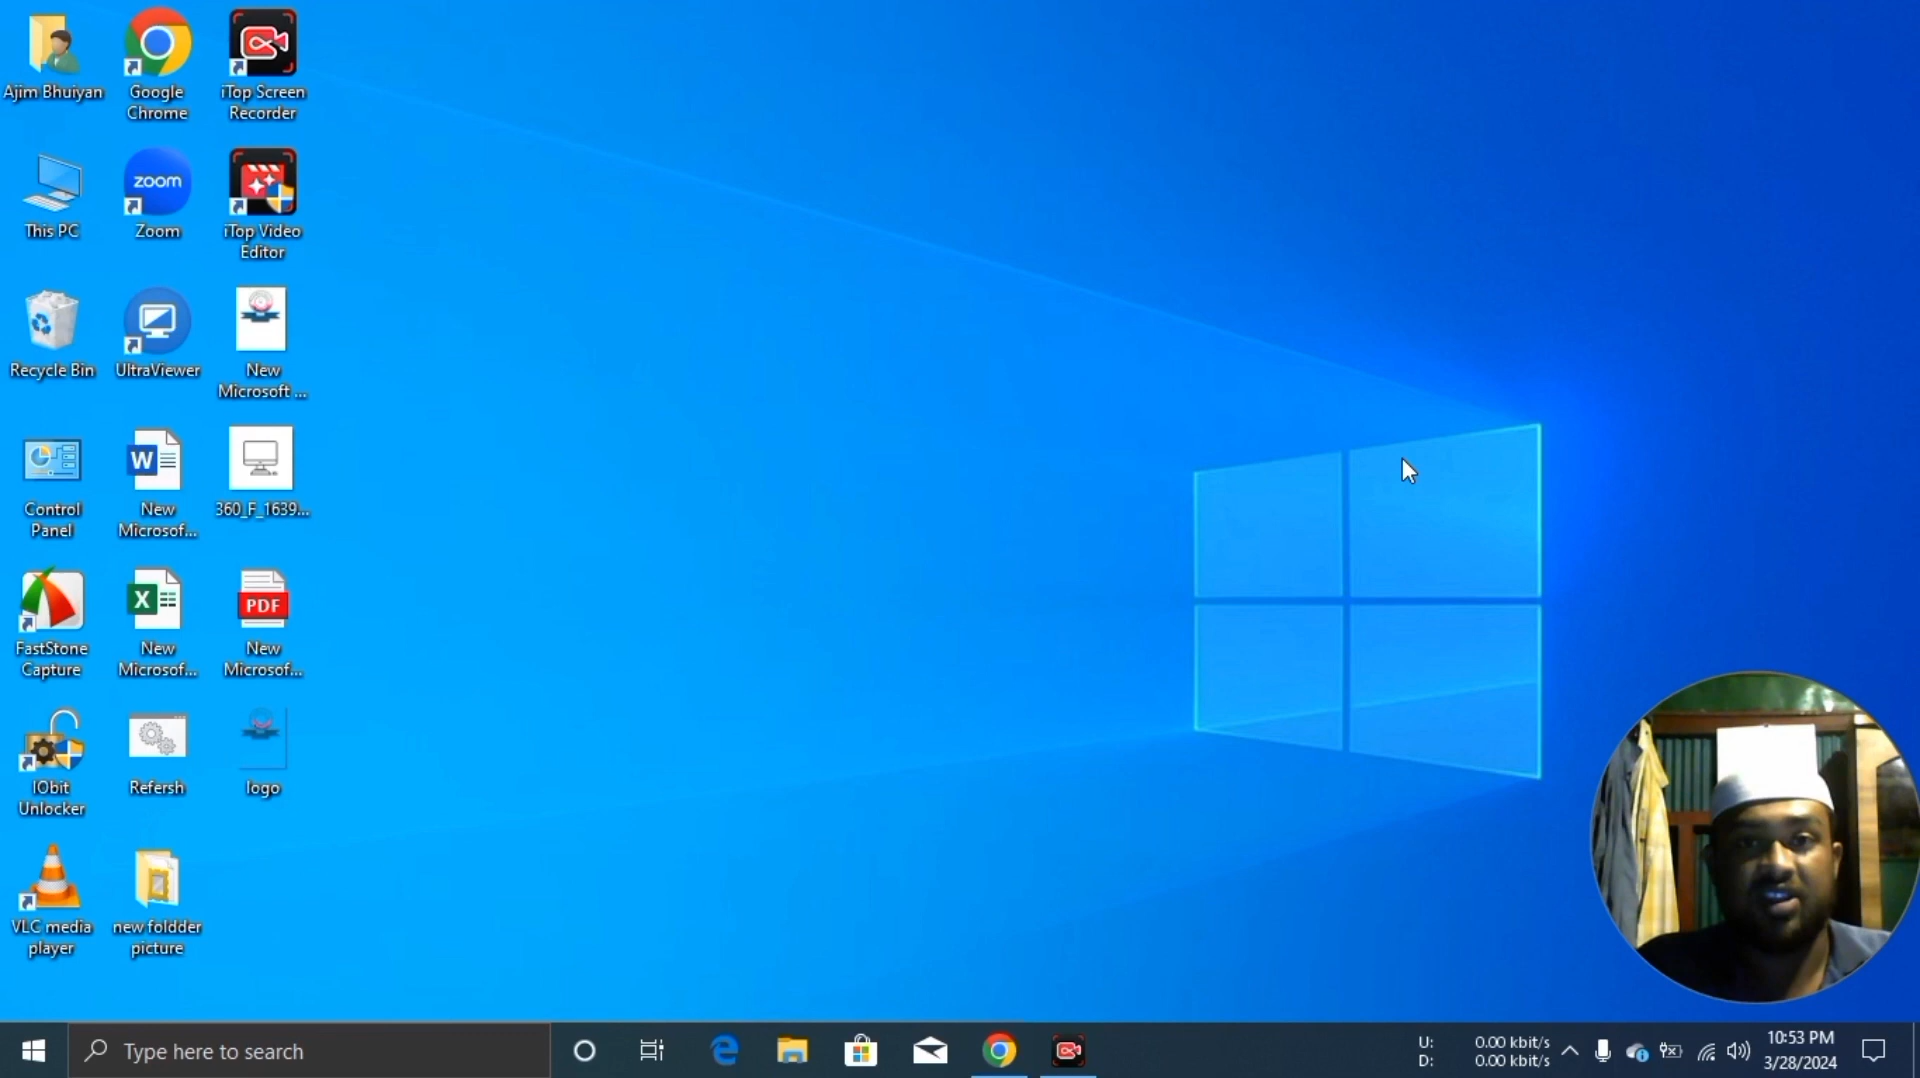 Ajim Bhuiyan
Google
Chrome
iTop Screen
Recorder
This PC
zoom
Zoom
iTop Video
Editor
Recycle Bin
UltraViewer
New
Microsoft ...
Control
Panel
W
New
Microsof...
360_F_1639...
FastStone
Capture
X
New
Microsof...
PDF
New
Microsof...
IObit
Unlocker
Refersh
logo
VLC media
player
new foldder
picture
Type here to search
U: 0.00 kbit/s
D: 0.00 kbit/s
10:53 PM
3/28/2024